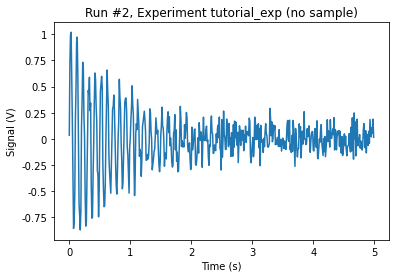 Run #2, Experiment tutorial_exp (no sample)
Signal (V)
1
0.75
0.5
0.25
0
-0.25
-0.5
-0.75
0 1 2 3 4 5
Time (s)